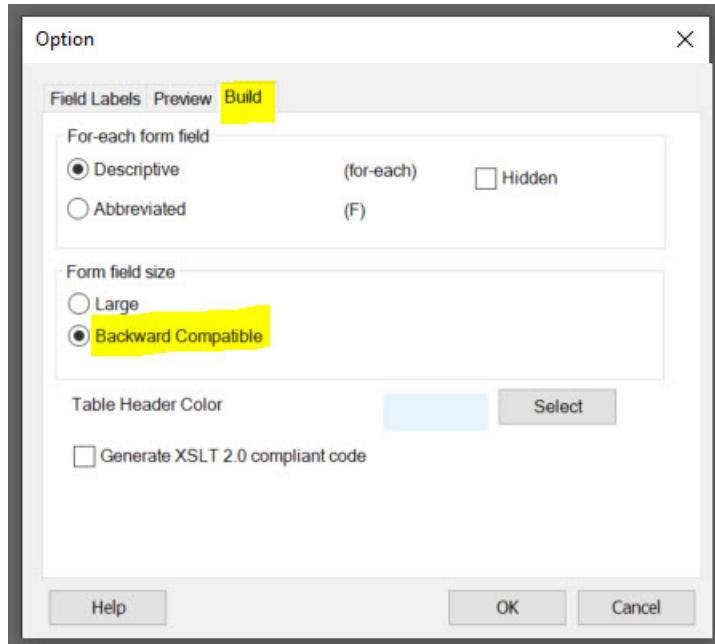 Option
Field Labels Preview Build
For-each form field
Descriptive (for-each) Hidden
Abbreviated (F)
Form field size
Large
Backward Compatible
Table Header Color Select
Generate XSLT 2.0 compliant code
Help OK Cancel